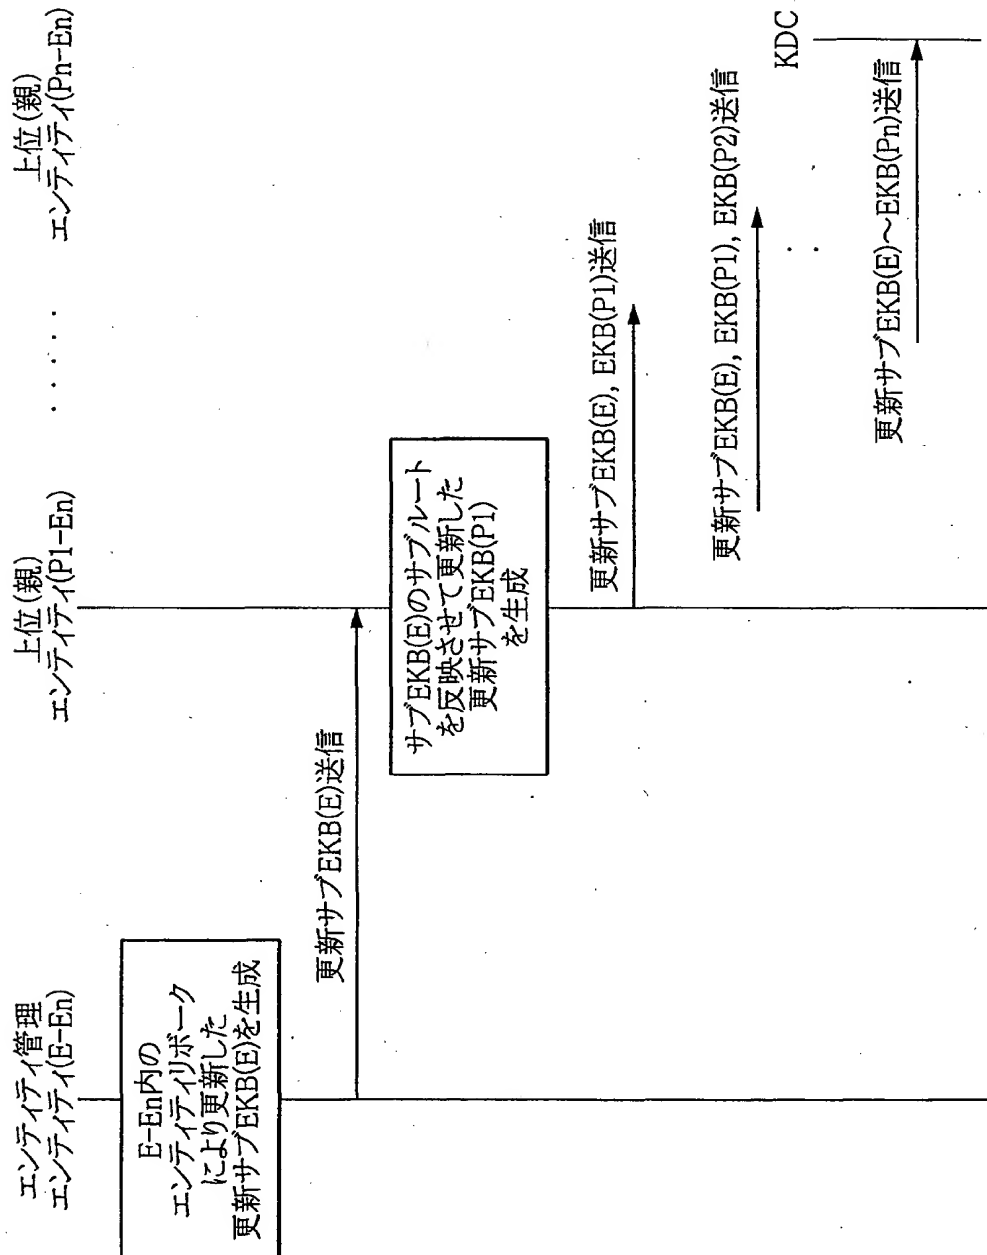 エンティティ管理
エンティティ(E-En)
上位(親)
エンティティ(P1-En)
・・・・・
上位(親)
エンティティ(Pn-En)
KDC
E-En内の
エンティティリボーク
により更新した
更新サブEKB(E)を生成
更新サブEKB(E)送信
サブEKB(E)のサブルート
を反映させて更新した
更新サブEKB(P1)
を生成
更新サブEKB(E), EKB(P1)送信
更新サブEKB(E), EKB(P1), EKB(P2)送信
更新サブEKB(E)～EKB(Pn)送信